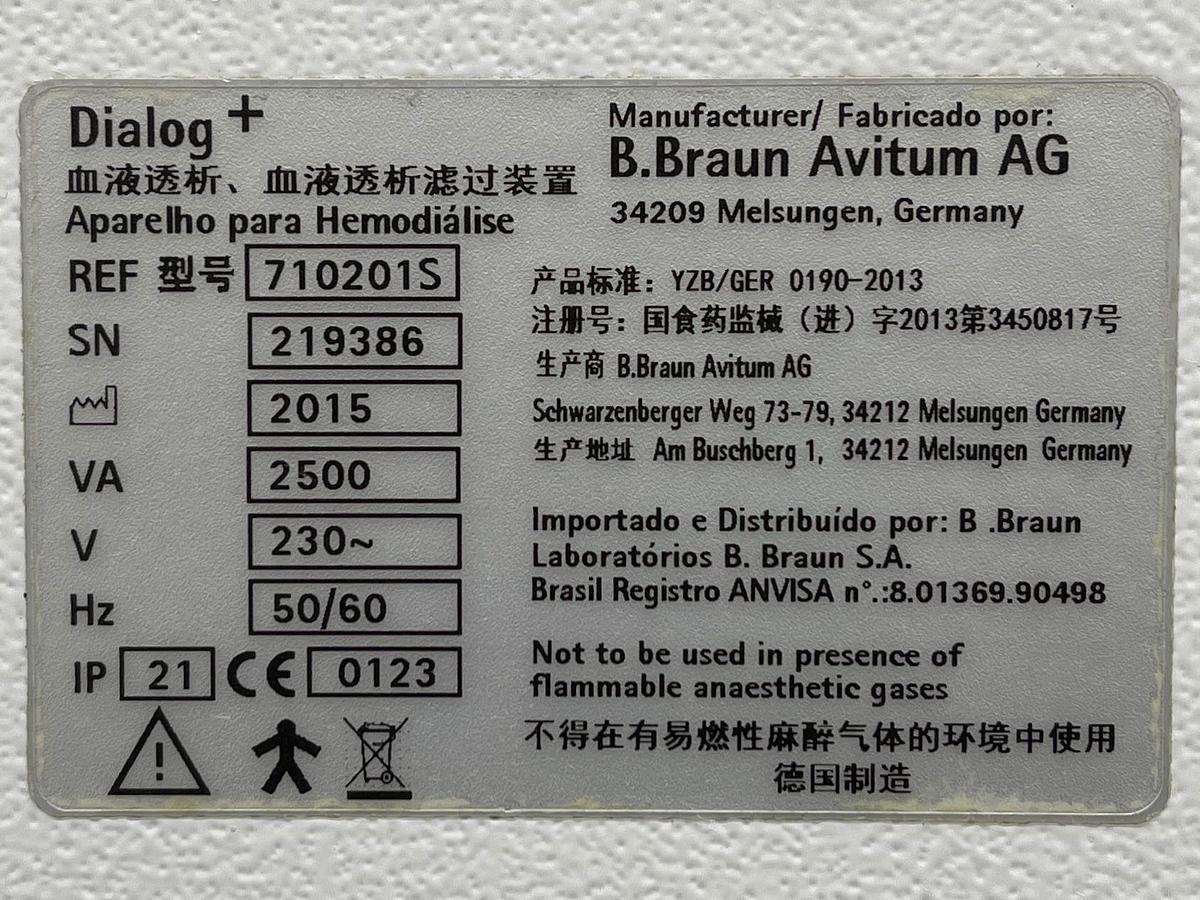 Dialog +
血液透析、血液透析滤过装置
Aparelho para Hemodiálise
REF 型号 710201S
SN 219386
2015
VA 2500
V 230~
Hz 50/60
IP 21 CE 0123
Manufacturer/ Fabricado por:
B.Braun Avitum AG
34209 Melsungen, Germany
产品标准：YZB/GER 0190-2013
注册号：国食药监械（进）字2013第3450817号
生产商 B.Braun Avitum AG
Schwarzenberger Weg 73-79, 34212 Melsungen Germany
生产地址 Am Buschberg 1, 34212 Melsungen Germany
Importado e Distribuído por: B .Braun
Laboratórios B. Braun S.A.
Brasil Registro ANVISA n°.:8.01369.90498
Not to be used in presence of
flammable anaesthetic gases
不得在有易燃性麻醉气体的环境中使用
德国制造